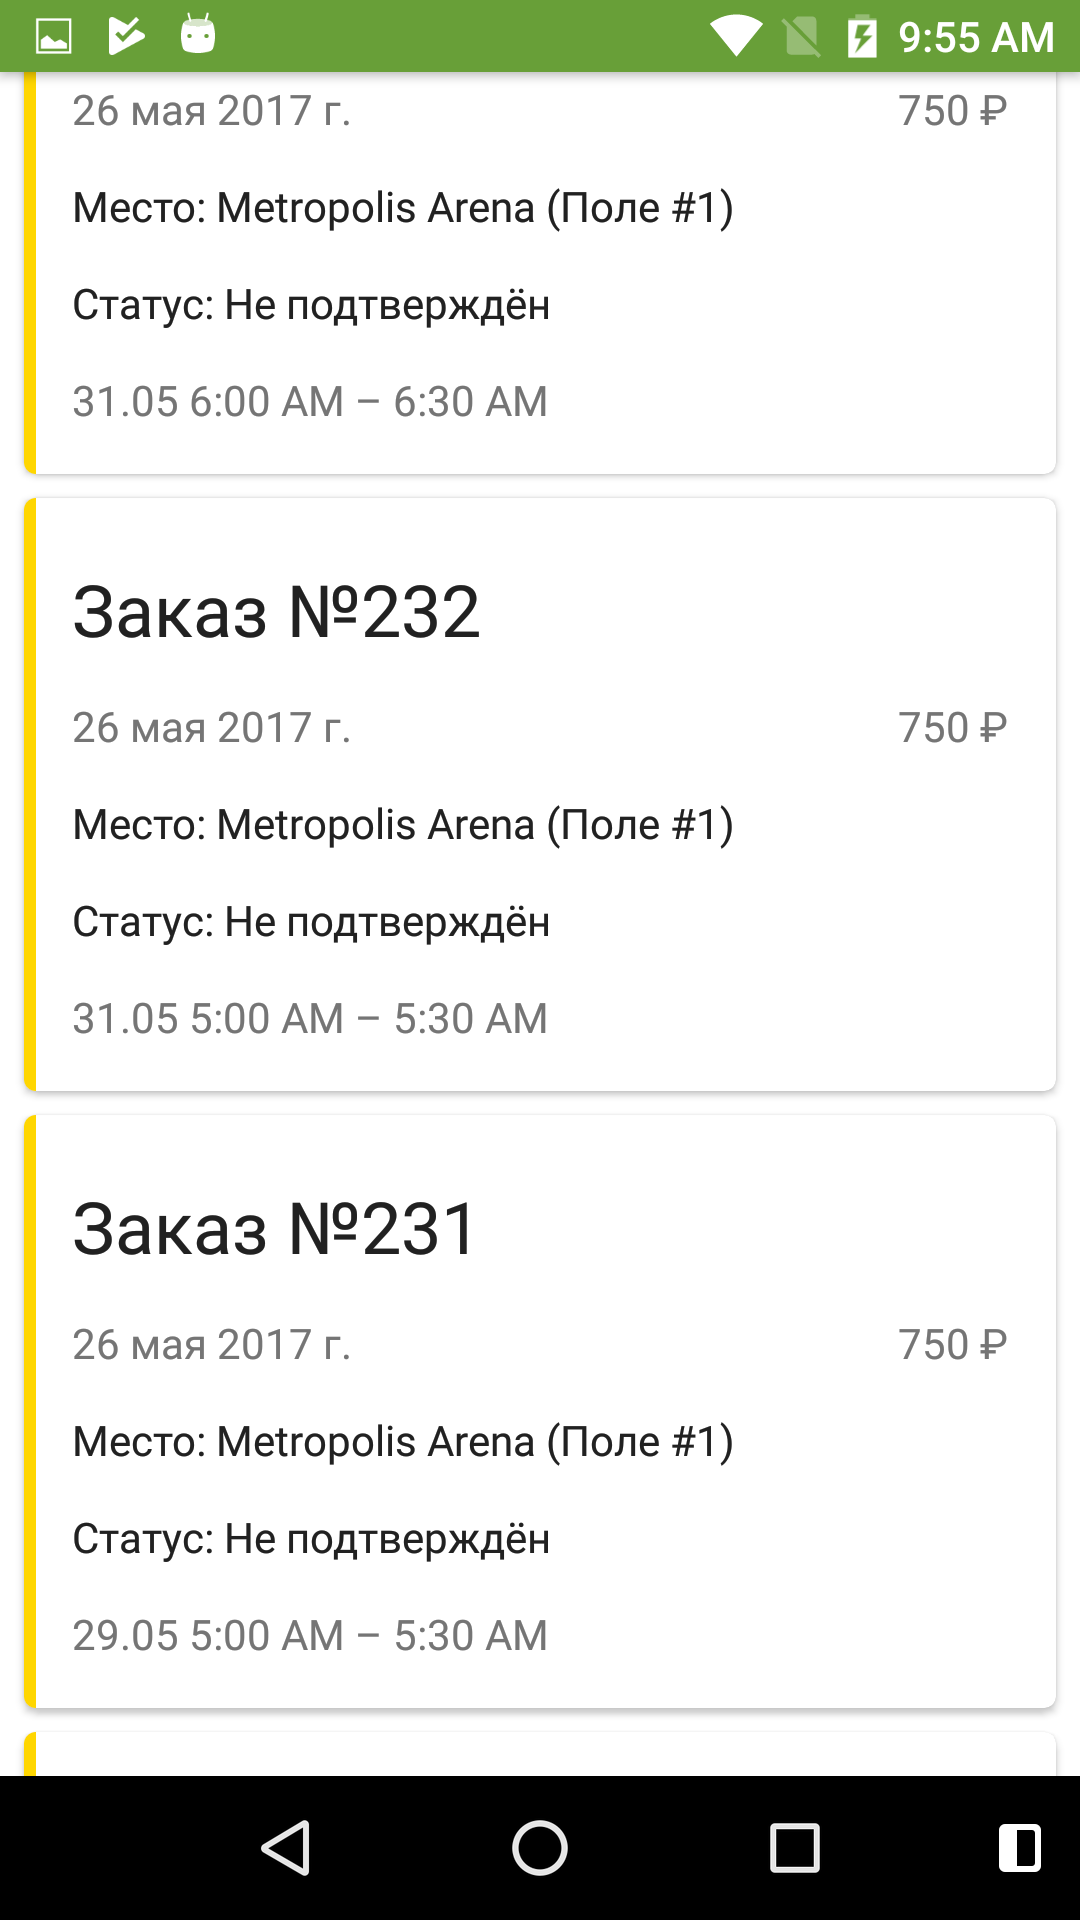 9:55 AM
26 мая 2017 г. 750 ₽
Место: Metropolis Arena (Поле #1)
Статус: Не подтверждён
31.05 6:00 AM – 6:30 AM
Заказ №232
26 мая 2017 г. 750 ₽
Место: Metropolis Arena (Поле #1)
Статус: Не подтверждён
31.05 5:00 AM – 5:30 AM
Заказ №231
26 мая 2017 г. 750 ₽
Место: Metropolis Arena (Поле #1)
Статус: Не подтверждён
29.05 5:00 AM – 5:30 AM